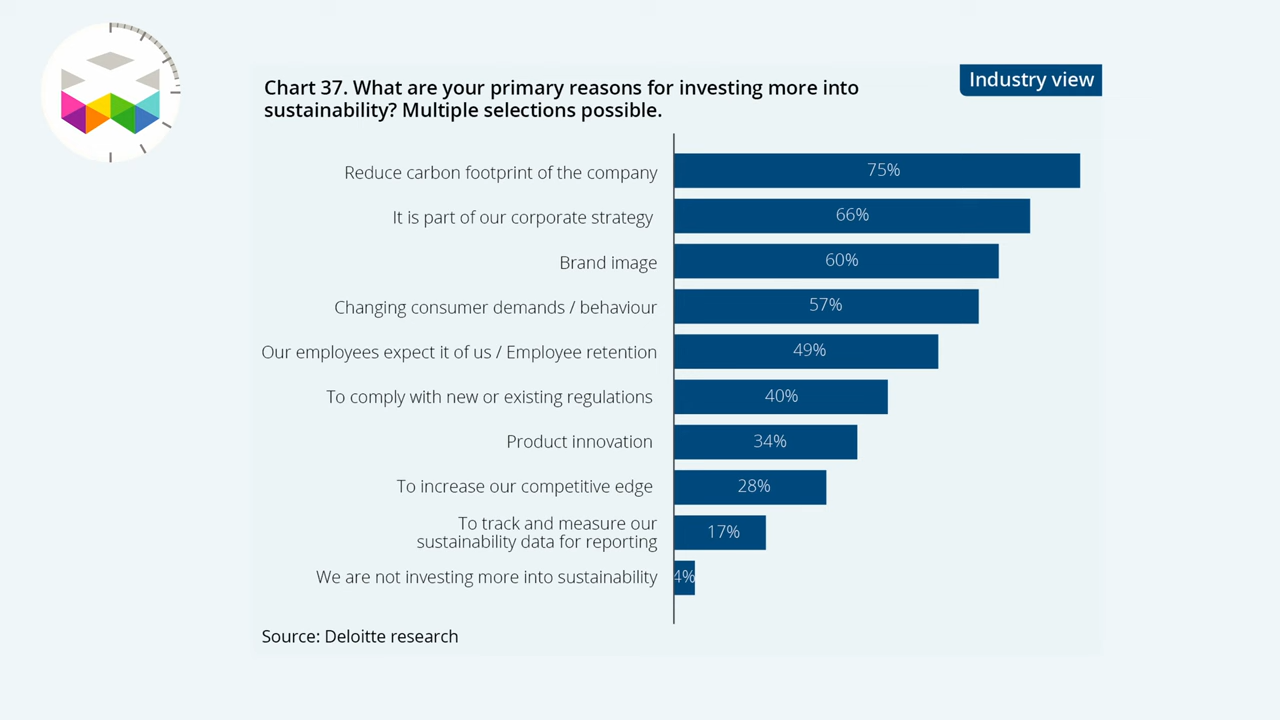 Chart 37. What are your primary reasons for investing more into
sustainability? Multiple selections possible.
Industry view
Reduce carbon footprint of the company 75%
It is part of our corporate strategy 66%
Brand image 60%
Changing consumer demands / behaviour 57%
Our employees expect it of us / Employee retention 49%
To comply with new or existing regulations 40%
Product innovation 34%
To increase our competitive edge 28%
To track and measure our
sustainability data for reporting 17%
We are not investing more into sustainability 4%
Source: Deloitte research